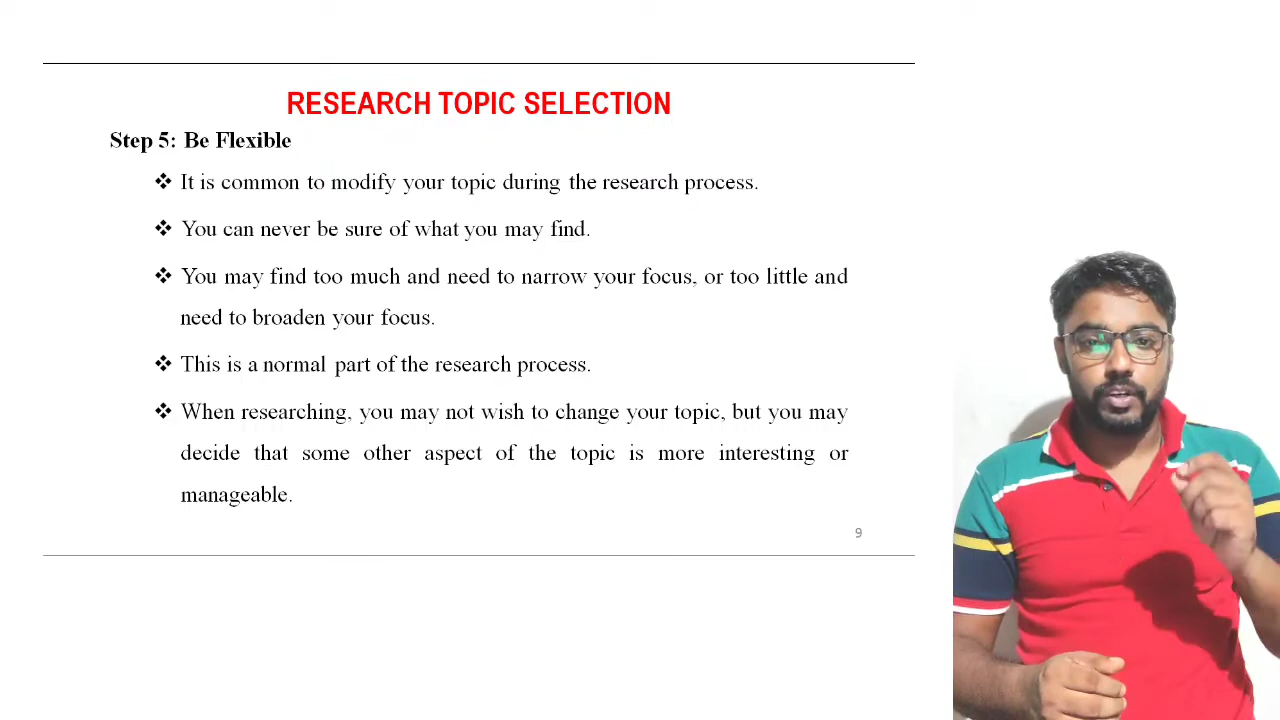 RESEARCH TOPIC SELECTION
Step 5: Be Flexible
❖ It is common to modify your topic during the research process.
❖ You can never be sure of what you may find.
❖ You may find too much and need to narrow your focus, or too little and
need to broaden your focus.
❖ This is a normal part of the research process.
❖ When researching, you may not wish to change your topic, but you may
decide that some other aspect of the topic is more interesting or
manageable.
9